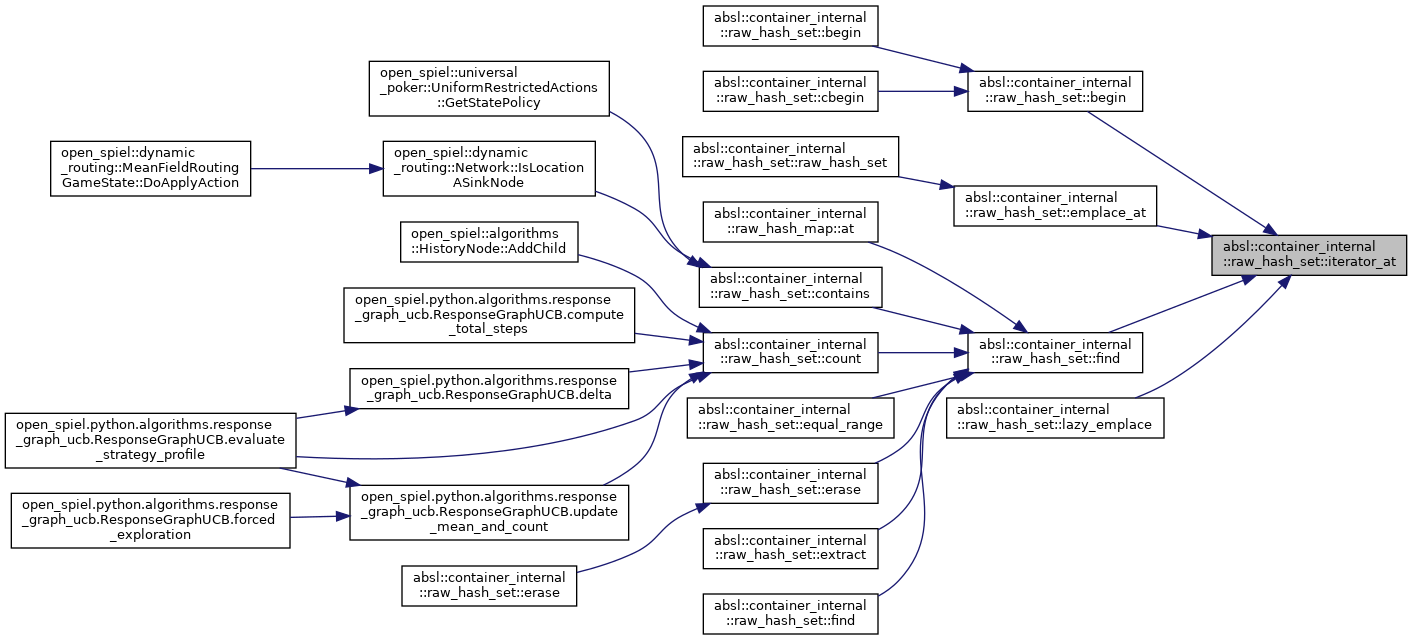 absl::container_internal
::raw_hash_set::begin
open_spiel::universal
_poker::UniformRestrictedActions
::GetStatePolicy
absl::container_internal
::raw_hash_set::cbegin
absl::container_internal
::raw_hash_set::begin
open_spiel::dynamic
_routing::MeanFieldRouting
GameState::DoApplyAction
open_spiel::dynamic
_routing::Network::IsLocation
ASinkNode
absl::container_internal
::raw_hash_set::raw_hash_set
absl::container_internal
::raw_hash_set::emplace_at
absl::container_internal
::raw_hash_map::at
open_spiel::algorithms
::HistoryNode::AddChild
absl::container_internal
::raw_hash_set::iterator_at
absl::container_internal
::raw_hash_set::contains
open_spiel.python.algorithms.response
_graph_ucb.ResponseGraphUCB.compute
_total_steps
absl::container_internal
::raw_hash_set::count
absl::container_internal
::raw_hash_set::find
open_spiel.python.algorithms.response
_graph_ucb.ResponseGraphUCB.delta
absl::container_internal
::raw_hash_set::equal_range
absl::container_internal
::raw_hash_set::lazy_emplace
open_spiel.python.algorithms.response
_graph_ucb.ResponseGraphUCB.evaluate
_strategy_profile
absl::container_internal
::raw_hash_set::erase
open_spiel.python.algorithms.response
_graph_ucb.ResponseGraphUCB.forced
_exploration
open_spiel.python.algorithms.response
_graph_ucb.ResponseGraphUCB.update
_mean_and_count
absl::container_internal
::raw_hash_set::extract
absl::container_internal
::raw_hash_set::erase
absl::container_internal
::raw_hash_set::find